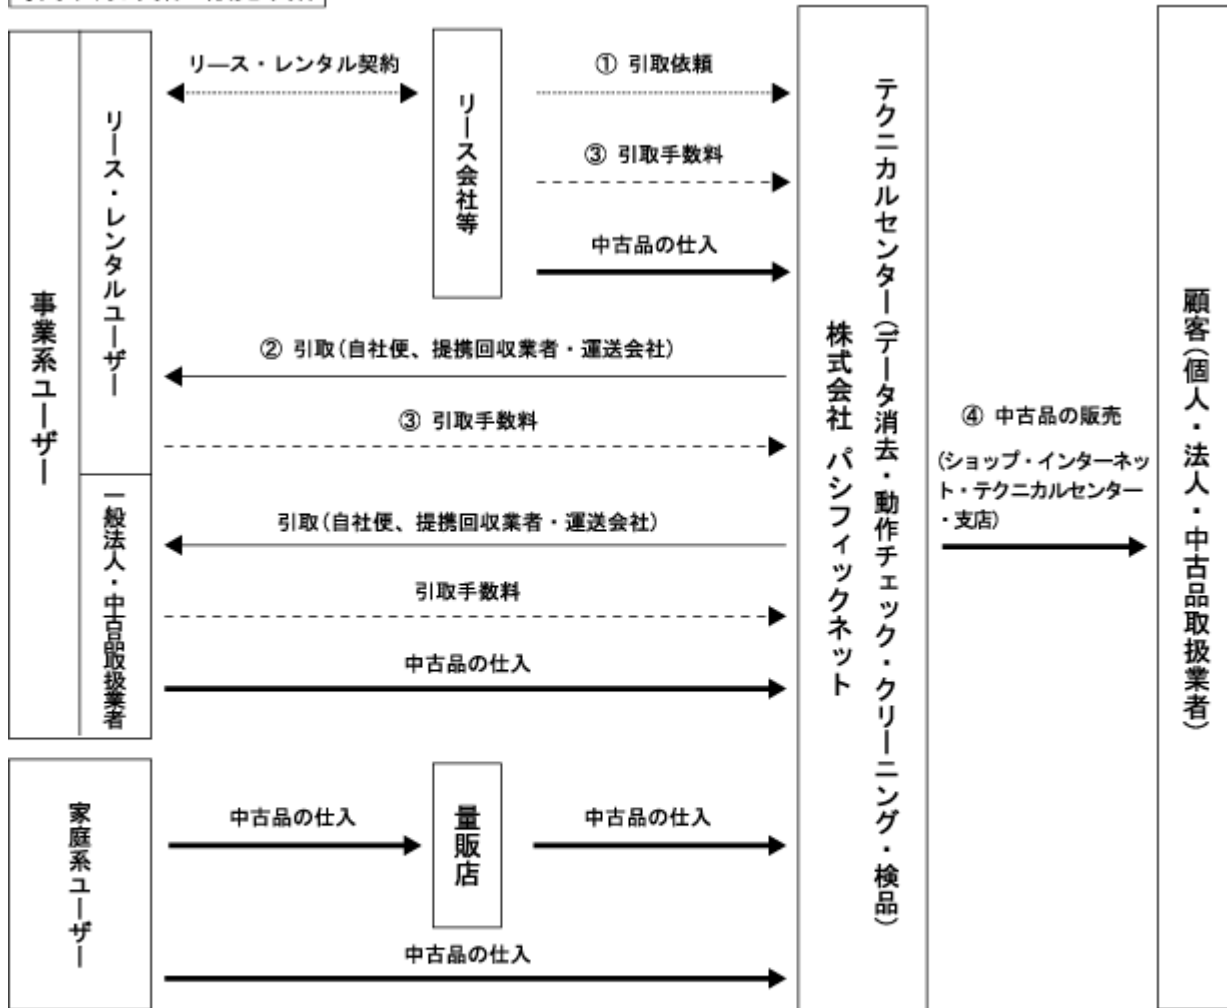 事業系ユーザー
リース・レンタルユーザー
一般法人・中古品取扱業者
リース・レンタル契約
リース会社等
① 引取依頼
③ 引取手数料
中古品の仕入
② 引取(自社便、提携回収業者・運送会社)
③ 引取手数料
引取(自社便、提携回収業者・運送会社)
引取手数料
中古品の仕入
家庭系ユーザー
中古品の仕入
量販店
中古品の仕入
中古品の仕入
テクニカルセンター(データ消去・動作チェック・クリーニング・検品)
株式会社 パシフィックネット
④ 中古品の販売
(ショップ・インターネッ
ト・テクニカルセンター
・支店)
顧客(個人・法人・中古品取扱業者)